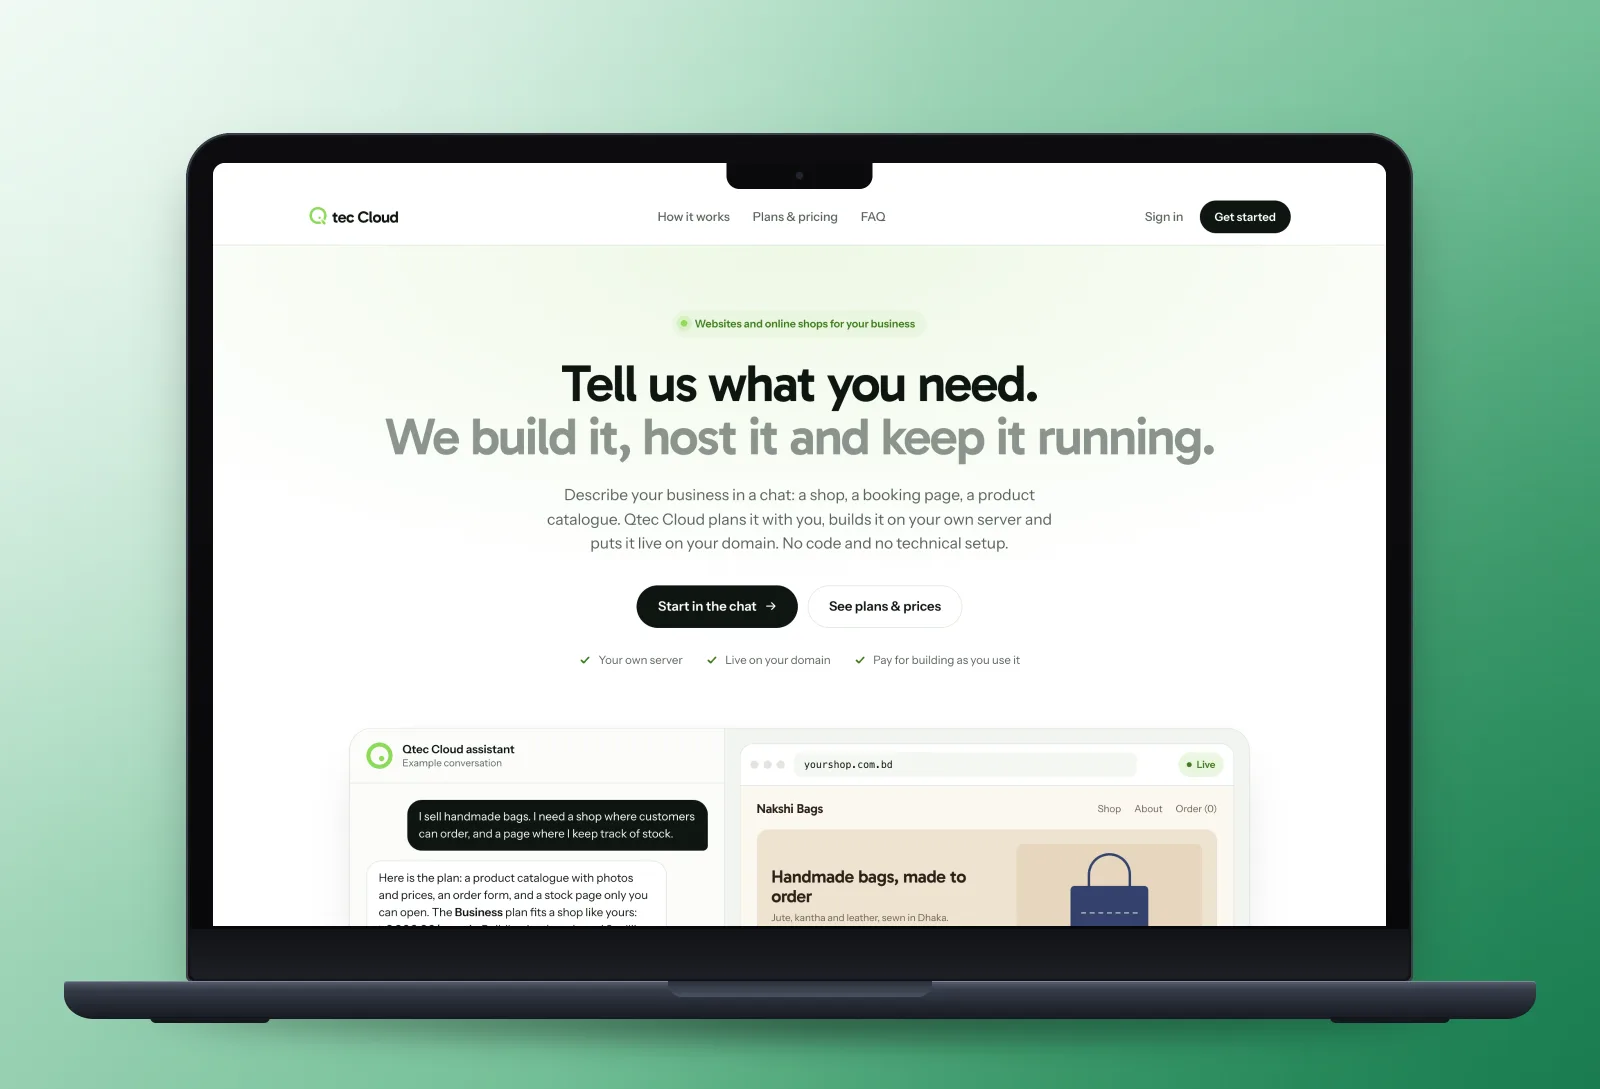 Qtec Cloud
How it works
Plans & pricing
FAQ
Sign in
Get started
Websites and online shops for your business
Tell us what you need.
We build it, host it and keep it running.
Describe your business in a chat: a shop, a booking page, a product
catalogue. Qtec Cloud plans it with you, builds it on your own server and
puts it live on your domain. No code and no technical setup.
Start in the chat →
See plans & prices
Your own server
Live on your domain
Pay for building as you use it
Qtec Cloud assistant
Example conversation
I sell handmade bags. I need a shop where customers
can order, and a page where I keep track of stock.
Here is the plan: a product catalogue with photos
and prices, an order form, and a stock page only you
can open. The Business plan fits a shop like yours:
yourshop.com.bd
Live
Nakshi Bags
Shop
About
Order (0)
Handmade bags, made to
order
Jute, kantha and leather, sewn in Dhaka.